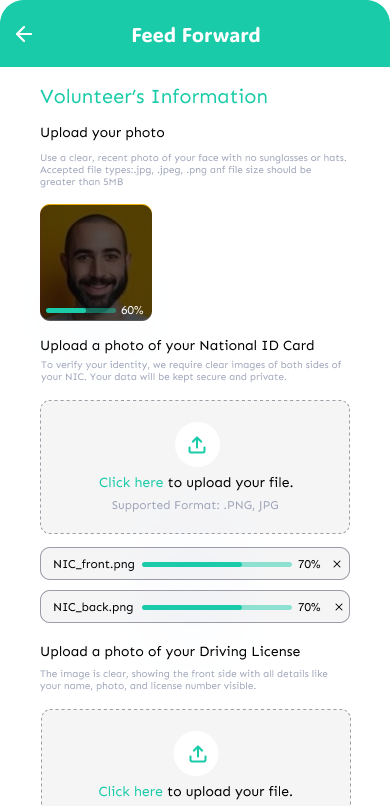 Feed Forward
Volunteer’s Information
Upload your photo
Use a clear, recent photo of your face with no sunglasses or hats.
Accepted file types:.jpg, .jpeg, .png anf file size should be
greater than 5MB
60%
Upload a photo of your National ID Card
To verify your identity, we require clear images of both sides of
your NIC. Your data will be kept secure and private.
Click here to upload your file.
Supported Format: .PNG, JPG
NIC_front.png 70% ×
NIC_back.png 70% ×
Upload a photo of your Driving License
The image is clear, showing the front side with all details like
your name, photo, and license number visible.
Click here to upload your file.